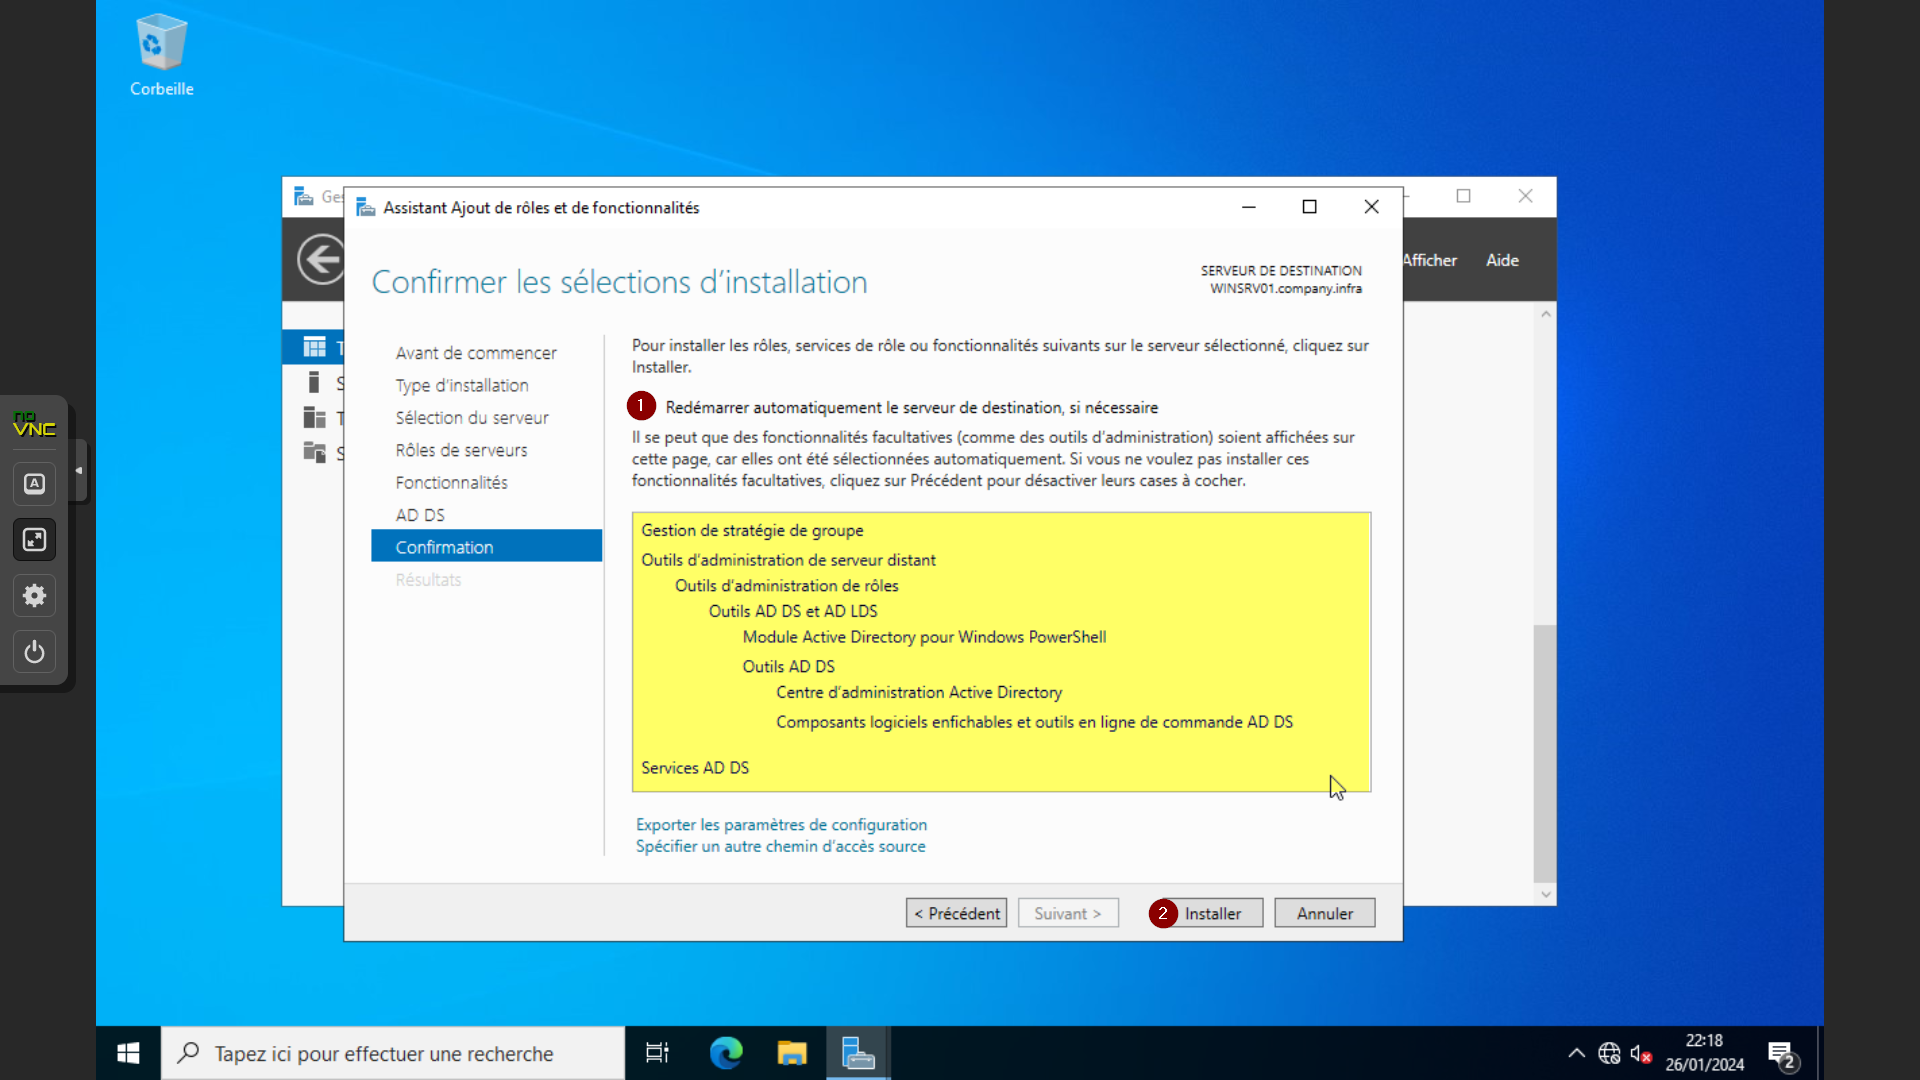 Corbeille
Ges
Assistant Ajout de rôles et de fonctionnalités
Afficher
Aide
Confirmer les sélections d'installation
SERVEUR DE DESTINATION
WINSRV01.company.infra
Avant de commencer
Type d'installation
Sélection du serveur
Rôles de serveurs
Fonctionnalités
AD DS
Confirmation
Résultats
Pour installer les rôles, services de rôle ou fonctionnalités suivants sur le serveur sélectionné, cliquez sur
Installer.
1 Redémarrer automatiquement le serveur de destination, si nécessaire
Il se peut que des fonctionnalités facultatives (comme des outils d'administration) soient affichées sur
cette page, car elles ont été sélectionnées automatiquement. Si vous ne voulez pas installer ces
fonctionnalités facultatives, cliquez sur Précédent pour désactiver leurs cases à cocher.
Gestion de stratégie de groupe
Outils d'administration de serveur distant
Outils d'administration de rôles
Outils AD DS et AD LDS
Module Active Directory pour Windows PowerShell
Outils AD DS
Centre d'administration Active Directory
Composants logiciels enfichables et outils en ligne de commande AD DS
Services AD DS
Exporter les paramètres de configuration
Spécifier un autre chemin d'accès source
< Précédent
Suivant >
2 Installer
Annuler
T
S
T
S
no
VNC
A
Tapez ici pour effectuer une recherche
22:18
26/01/2024
2